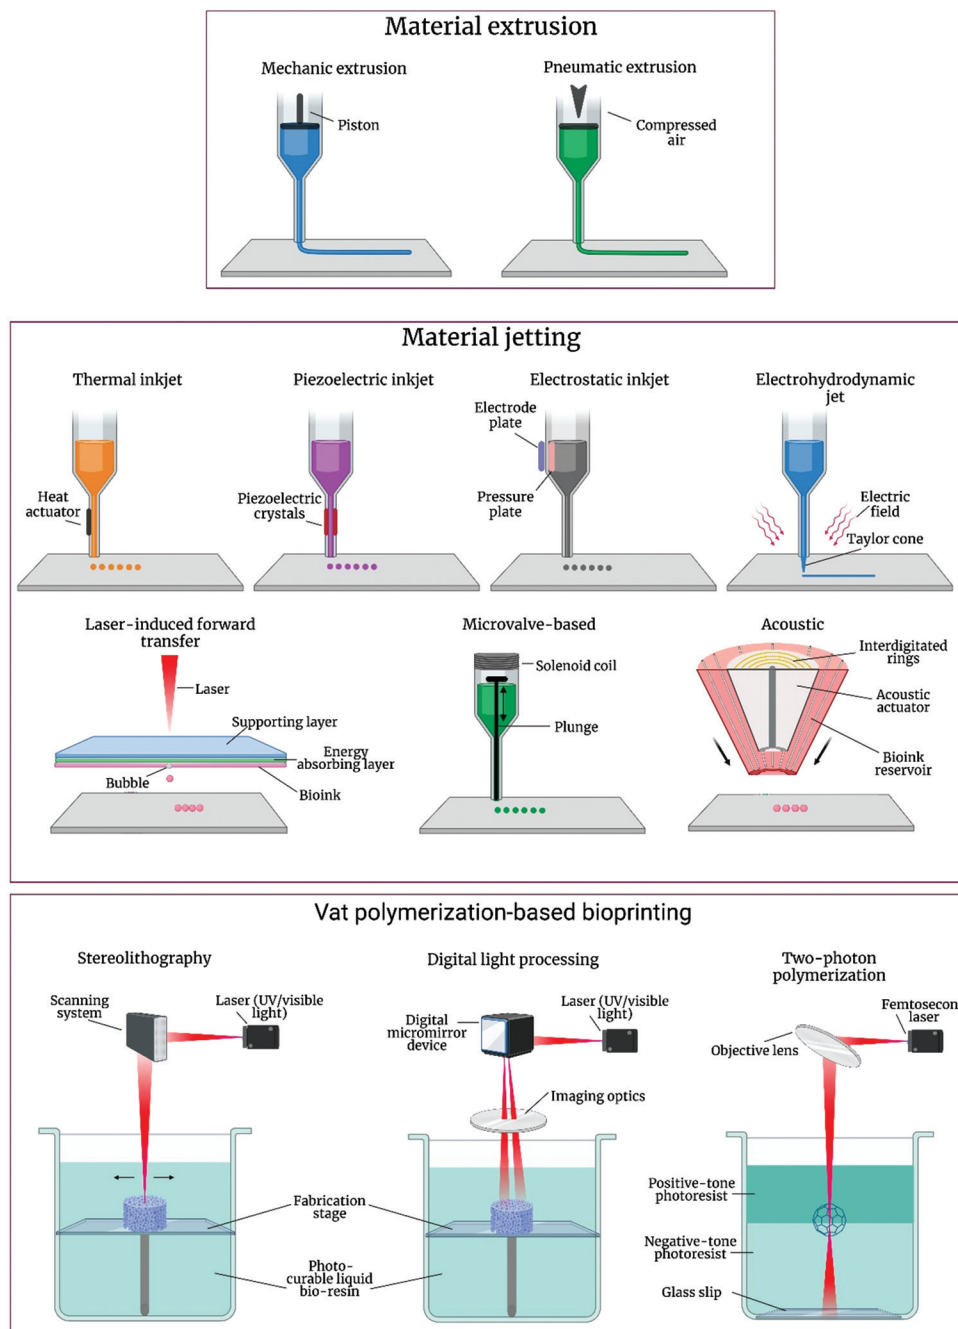 Material extrusion
Mechanic extrusion
Pneumatic extrusion
Piston
Compressed
air
Material jetting
Thermal inkjet
Piezoelectric inkjet
Electrostatic inkjet
Electrohydrodynamic
jet
Electrode
plate
Heat
actuator
Piezoelectric
crystals
Pressure
plate
Electric
field
Taylor cone
Laser-induced forward
transfer
Microvalve-based
Acoustic
Laser
Solenoid coil
Interdigitated
rings
Supporting layer
Acoustic
actuator
Plunge
Energy
absorbing layer
Bioink
reservoir
Bubble
Bioink
Vat polymerization-based bioprinting
Stereolithography
Digital light processing
Two-photon
polymerization
Scanning
system
Laser (UV/visible
light)
Digital
micromirror
device
Laser (UV/visible
light)
Femtosecon
laser
Objective lens
Imaging optics
Fabrication
stage
Positive-tone
photoresist
Negative-tone
photoresist
Photo-
curable liquid
bio-resin
Glass slip